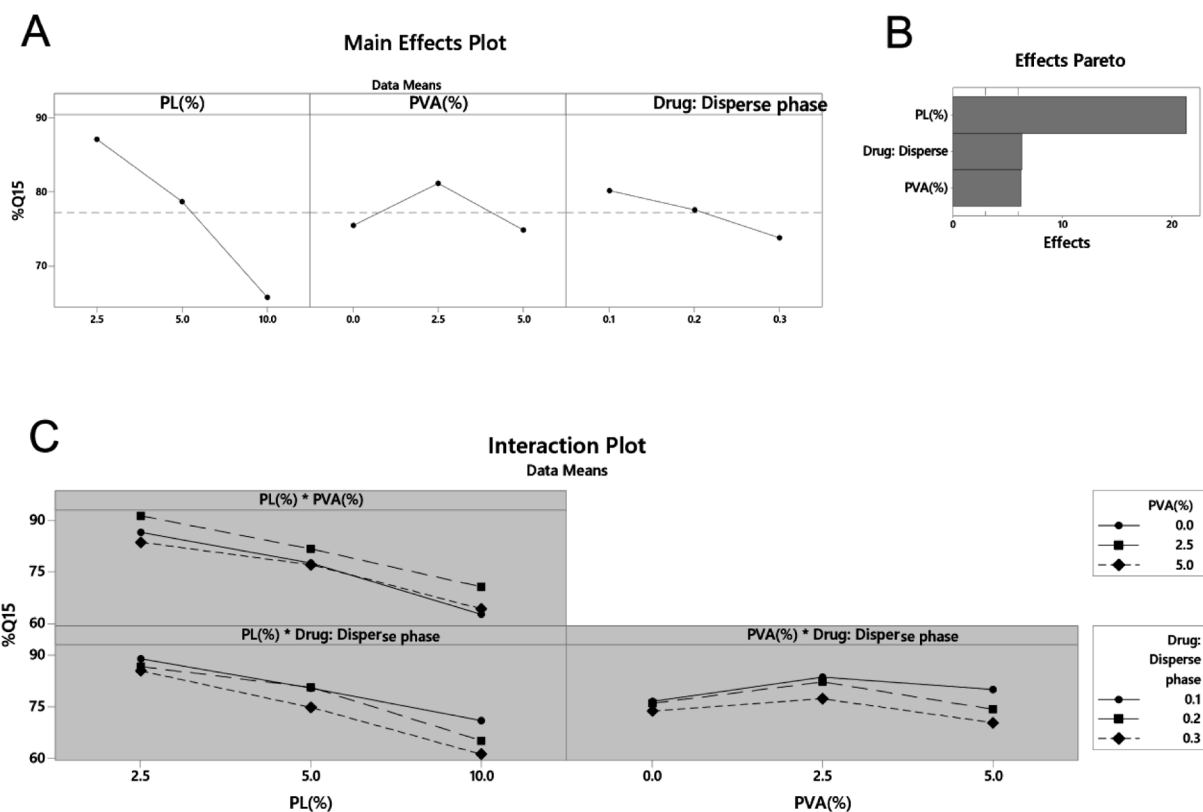 A
Main Effects Plot
Data Means
PL(%) PVA(%) Drug: Disperse phase
90
80
70
%Q15
2.5 5.0 10.0 0.0 2.5 5.0 0.1 0.2 0.3
B
Effects Pareto
PL(%)
Drug: Disperse
PVA(%)
0 10 20
Effects
C
Interaction Plot
Data Means
PL(%) * PVA(%)
90
75
60
%Q15
PL(%) * Drug: Disperse phase PVA(%) * Drug: Disperse phase
90
75
60
2.5 5.0 10.0 0.0 2.5 5.0
PL(%) PVA(%)
PVA(%)
0.0
2.5
5.0
Drug:
Disperse
phase
0.1
0.2
0.3